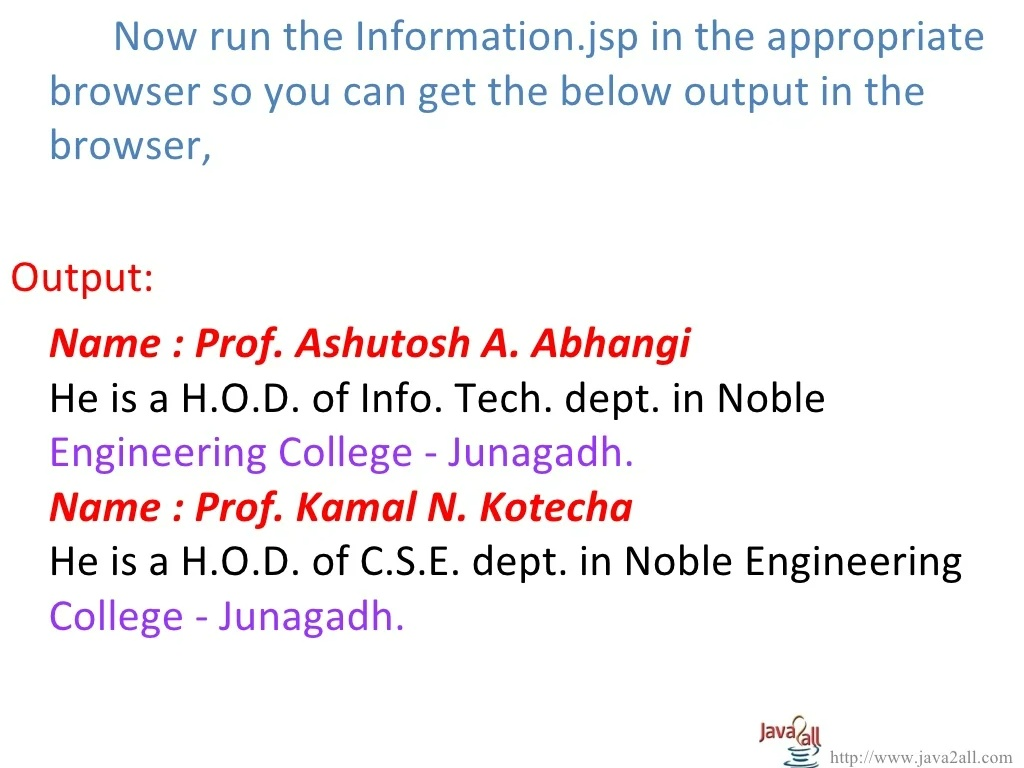 Now run the Information.jsp in the appropriate
browser so you can get the below output in the
browser,
Output:
Name : Prof. Ashutosh A. Abhangi
He is a H.O.D. of Info. Tech. dept. in Noble
Engineering College - Junagadh.
Name : Prof. Kamal N. Kotecha
He is a H.O.D. of C.S.E. dept. in Noble Engineering
College - Junagadh.
Java2all
http://www.java2all.com